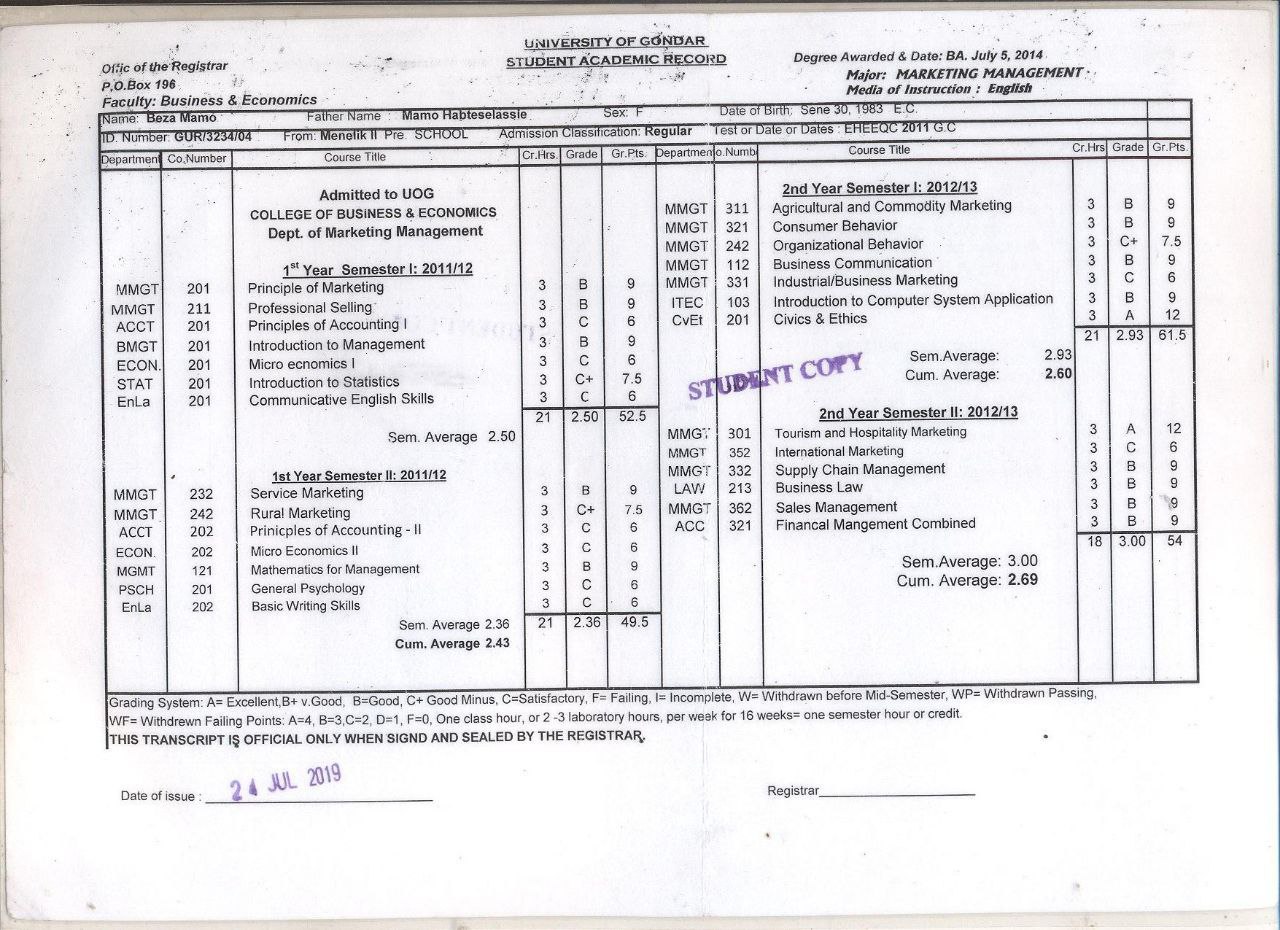 UNIVERSITY OF GONDAR
STUDENT ACADEMIC RECORD
Offic of the Registrar
P.O.Box 196
Faculty: Business & Economics
Degree Awarded & Date: BA. July 5, 2014
Major: MARKETING MANAGEMENT
Media of Instruction : English
Name: Beza Mamo Father Name : Mamo Habteselassie Sex: F Date of Birth: Sene 30, 1983 E.C.
ID. Number: GUR/3234/04 From: Menelik II Pre. SCHOOL Admission Classification: Regular Test or Date or Dates : EHEEQC 2011 G.C
Department Co,Number Course Title Cr.Hrs. Grade Gr.Pts.
Admitted to UOG
COLLEGE OF BUSINESS & ECONOMICS
Dept. of Marketing Management
1st Year Semester I: 2011/12
MMGT 201 Principle of Marketing 3 B 9
MMGT 211 Professional Selling 3 B 9
ACCT 201 Principles of Accounting I 3 C 6
BMGT 201 Introduction to Management 3 B 9
ECON. 201 Micro ecnomics I 3 C 6
STAT 201 Introduction to Statistics 3 C+ 7.5
EnLa 201 Communicative English Skills 3 C 6
21 2.50 52.5
Sem. Average 2.50
1st Year Semester II: 2011/12
MMGT 232 Service Marketing 3 B 9
MMGT 242 Rural Marketing 3 C+ 7.5
ACCT 202 Prinicples of Accounting - II 3 C 6
ECON. 202 Micro Economics II 3 C 6
MGMT 121 Mathematics for Management 3 B 9
PSCH 201 General Psychology 3 C 6
EnLa 202 Basic Writing Skills 3 C 6
Sem. Average 2.36 21 2.36 49.5
Cum. Average 2.43
Departmen o.Numb Course Title Cr.Hrs Grade Gr.Pts.
2nd Year Semester I: 2012/13
MMGT 311 Agricultural and Commodity Marketing 3 B 9
MMGT 321 Consumer Behavior 3 B 9
MMGT 242 Organizational Behavior 3 C+ 7.5
MMGT 112 Business Communication 3 B 9
MMGT 331 Industrial/Business Marketing 3 C 6
ITEC 103 Introduction to Computer System Application 3 B 9
CvEt 201 Civics & Ethics 3 A 12
21 2.93 61.5
Sem.Average: 2.93
Cum. Average: 2.60
STUDENT COPY
2nd Year Semester II: 2012/13
MMGT 301 Tourism and Hospitality Marketing 3 A 12
MMGT 352 International Marketing 3 C 6
MMGT 332 Supply Chain Management 3 B 9
LAW 213 Business Law 3 B 9
MMGT 362 Sales Management 3 B 9
ACC 321 Financal Mangement Combined 3 B 9
18 3.00 54
Sem.Average: 3.00
Cum. Average: 2.69
Grading System: A= Excellent,B+ v.Good, B=Good, C+ Good Minus, C=Satisfactory, F= Failing, I= Incomplete, W= Withdrawn before Mid-Semester, WP= Withdrawn Passing,
WF= Withdrewn Failing Points: A=4, B=3,C=2, D=1, F=0, One class hour, or 2 -3 laboratory hours, per week for 16 weeks= one semester hour or credit.
THIS TRANSCRIPT IS OFFICIAL ONLY WHEN SIGND AND SEALED BY THE REGISTRAR.
Date of issue : 24 JUL 2019
Registrar